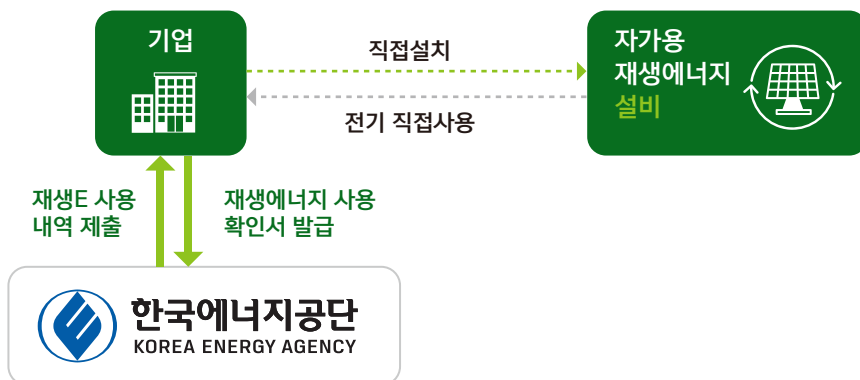 기업
직접설치
전기 직접사용
자가용
재생에너지
설비
재생E 사용
내역 제출
재생에너지 사용
확인서 발급
한국에너지공단
KOREA ENERGY AGENCY